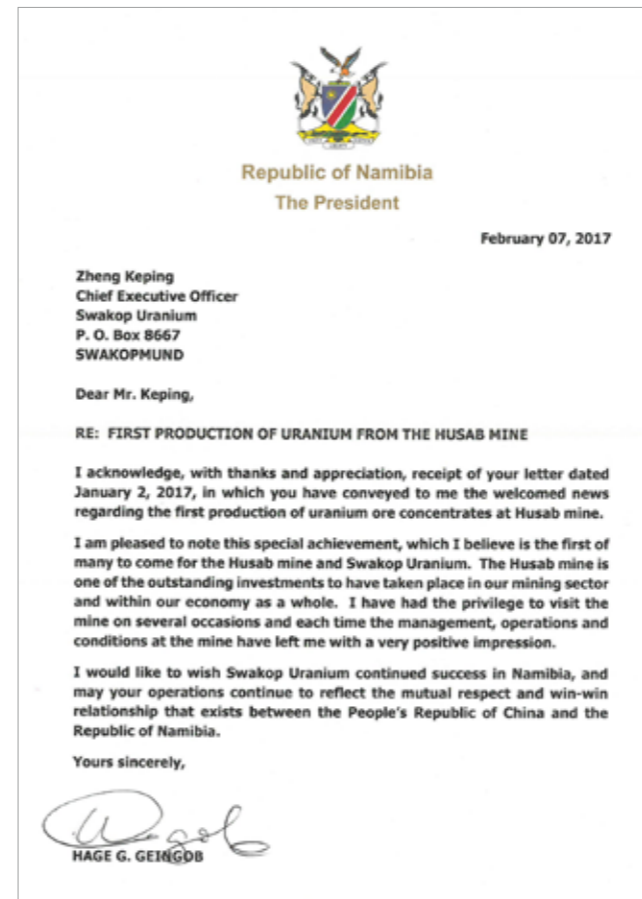 Republic of Namibia
The President
February 07, 2017
Zheng Keping
Chief Executive Officer
Swakop Uranium
P. O. Box 8667
SWAKOPMUND
Dear Mr. Keping,
RE: FIRST PRODUCTION OF URANIUM FROM THE HUSAB MINE
I acknowledge, with thanks and appreciation, receipt of your letter dated
January 2, 2017, in which you have conveyed to me the welcomed news
regarding the first production of uranium ore concentrates at Husab mine.
I am pleased to note this special achievement, which I believe is the first of
many to come for the Husab mine and Swakop Uranium. The Husab mine is
one of the outstanding investments to have taken place in our mining sector
and within our economy as a whole. I have had the privilege to visit the
mine on several occasions and each time the management, operations and
conditions at the mine have left me with a very positive impression.
I would like to wish Swakop Uranium continued success in Namibia, and
may your operations continue to reflect the mutual respect and win-win
relationship that exists between the People's Republic of China and the
Republic of Namibia.
Yours sincerely,
HAGE G. GEINGOB